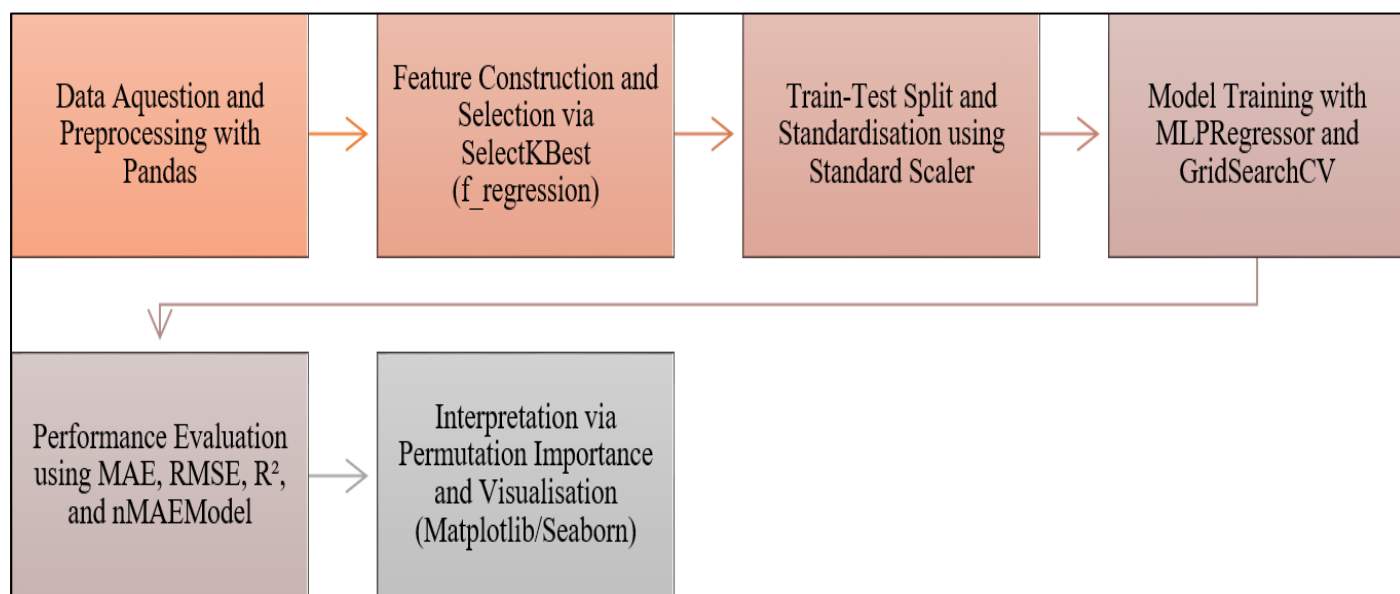 Data Aquestion and
Preprocessing with
Pandas
Feature Construction and
Selection via
SelectKBest
(f_regression)
Train-Test Split and
Standardisation using
Standard Scaler
Model Training with
MLPRegressor and
GridSearchCV
Performance Evaluation
using MAE, RMSE, R²,
and nMAEModel
Interpretation via
Permutation Importance
and Visualisation
(Matplotlib/Seaborn)